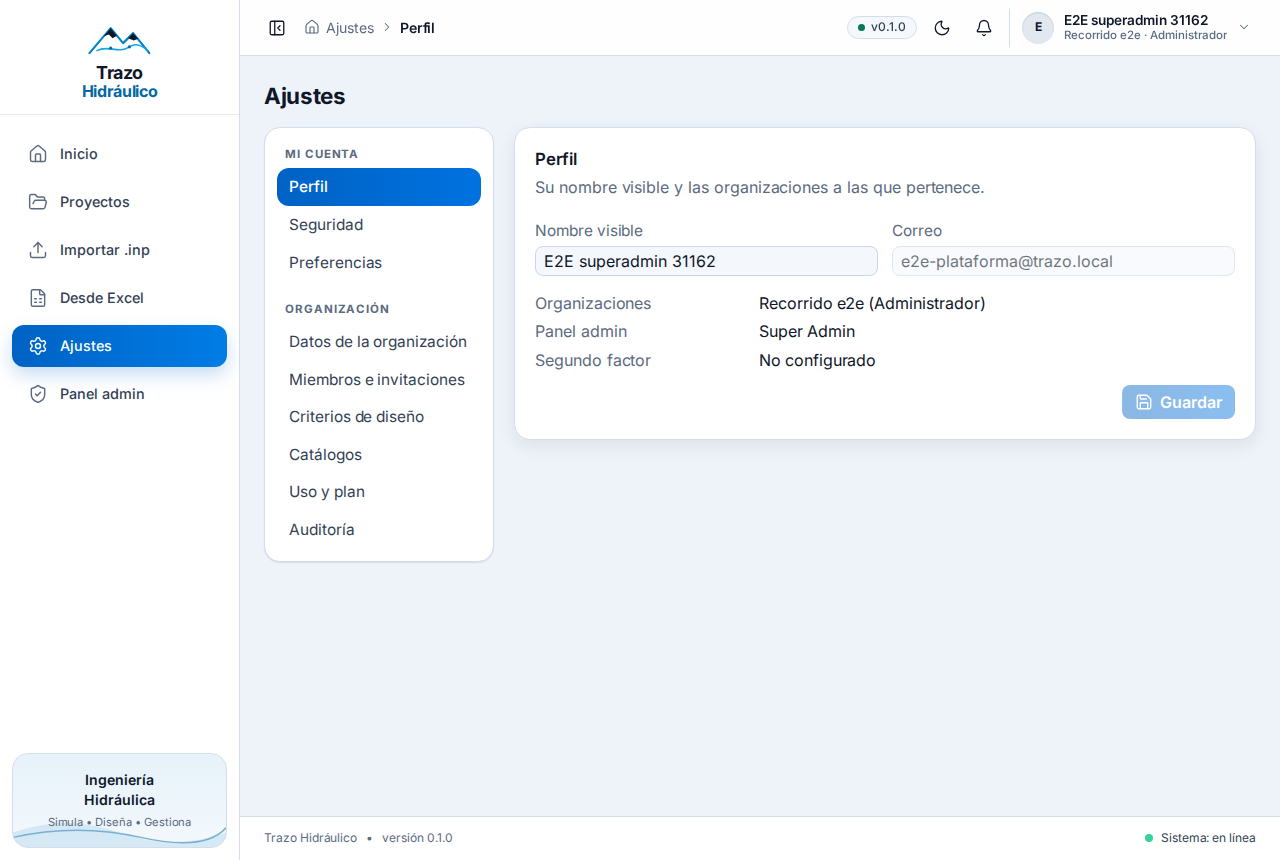 Trazo
Hidráulico
Inicio
Proyectos
Importar .inp
Desde Excel
Ajustes
Panel admin
Ingeniería
Hidráulica
Simula • Diseña • Gestiona
Ajustes > Perfil
v0.1.0
E
E2E superadmin 31162
Recorrido e2e · Administrador
Ajustes
MI CUENTA
Perfil
Seguridad
Preferencias
ORGANIZACIÓN
Datos de la organización
Miembros e invitaciones
Criterios de diseño
Catálogos
Uso y plan
Auditoría
Perfil
Su nombre visible y las organizaciones a las que pertenece.
Nombre visible
E2E superadmin 31162
Correo
e2e-plataforma@trazo.local
Organizaciones Recorrido e2e (Administrador)
Panel admin Super Admin
Segundo factor No configurado
Guardar
Trazo Hidráulico • versión 0.1.0
Sistema: en línea